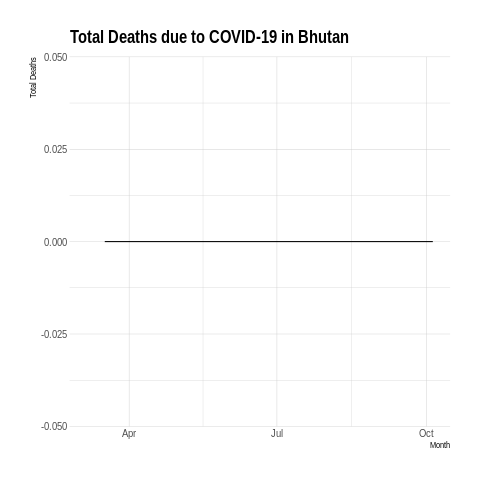 Total Deaths due to COVID-19 in Bhutan
Total Deaths
0.050
0.025
0.000
-0.025
-0.050
Apr Jul Oct
Month